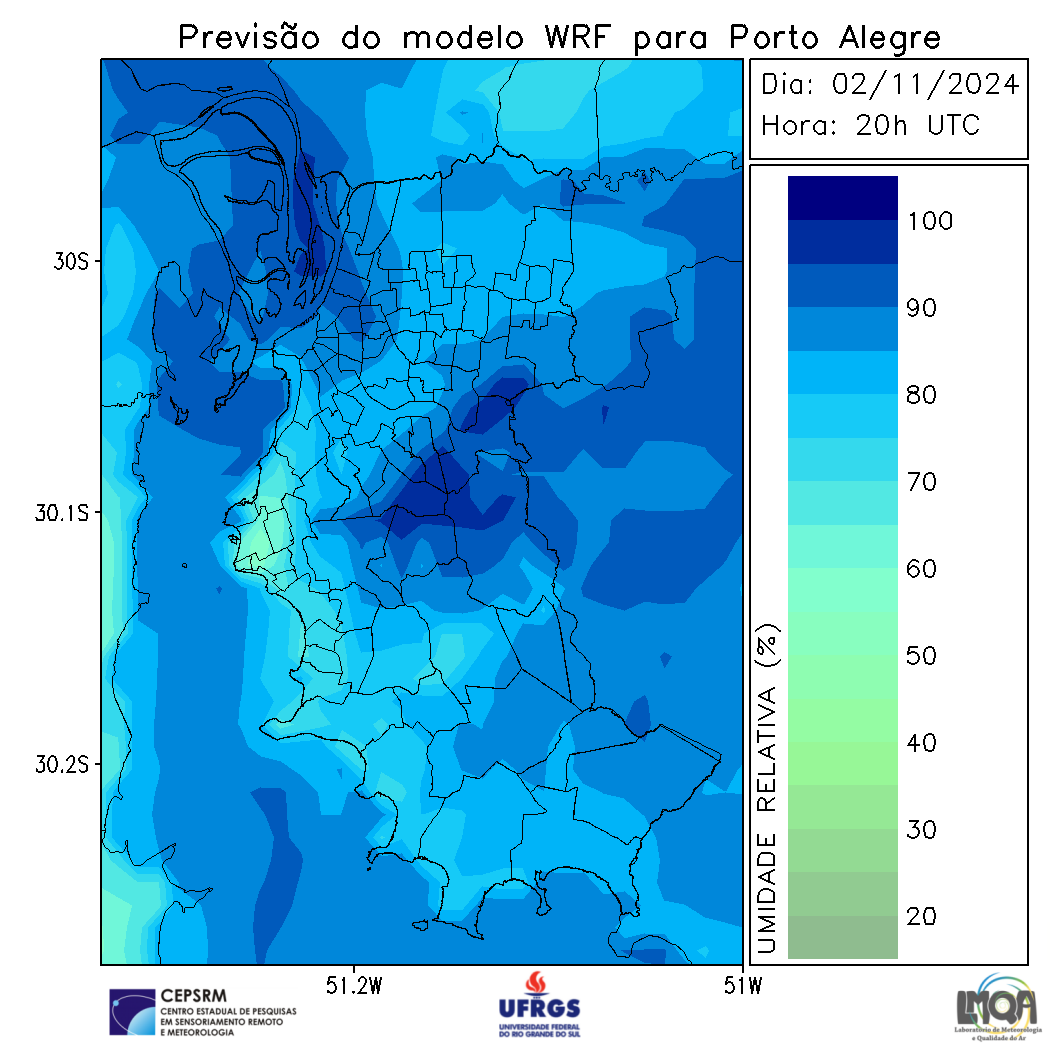 Previsão do modelo WRF para Porto Alegre
Dia: 02/11/2024
Hora: 20h UTC
100
90
80
70
60
50
40
30
20
UMIDADE RELATIVA (%)
30S
30.1S
30.2S
51.2W
51W
CEPSRM
CENTRO ESTADUAL DE PESQUISAS
EM SENSORIAMENTO REMOTO
E METEOROLOGIA
UFRGS
UNIVERSIDADE FEDERAL
DO RIO GRANDE DO SUL
LMQA
Laboratório de Meteorologia
e Qualidade do Ar